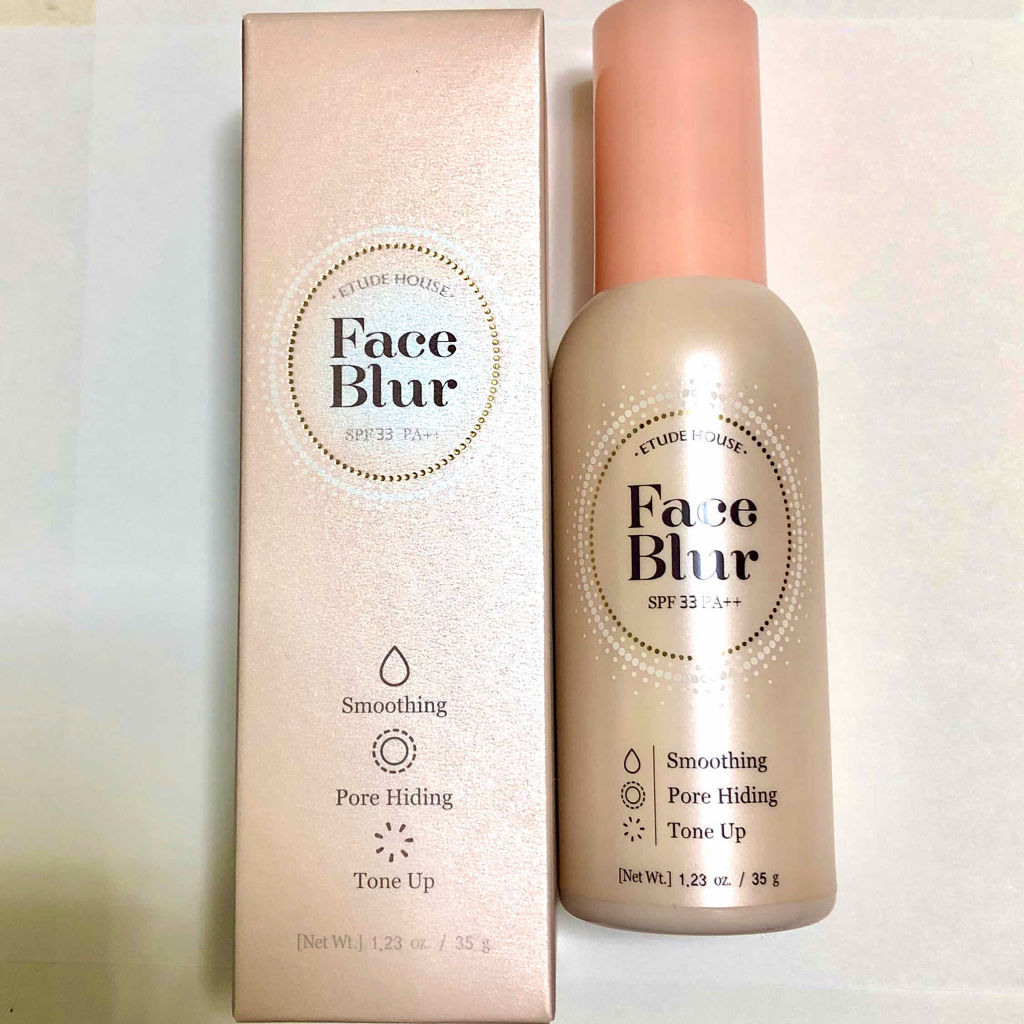 ·ETUDE HOUSE·
Face
Blur
SPF 33 PA++
Smoothing
Pore Hiding
Tone Up
[Net Wt.] 1.23 oz. / 35 g
·ETUDE HOUSE·
Face
Blur
SPF 33 PA++
Smoothing
Pore Hiding
Tone Up
[Net Wt.] 1.23 oz. / 35 g